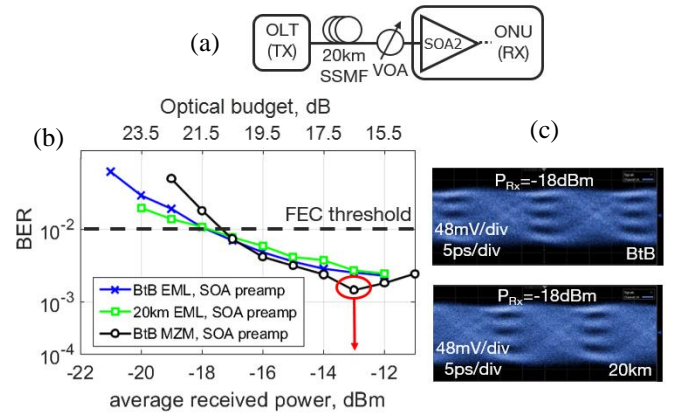 (a)
OLT
(TX)
20km
SSMF
VOA
SOA2
ONU
(RX)
(b)
Optical budget, dB
23.5 21.5 19.5 17.5 15.5
BER
10-2
10-3
10-4
FEC threshold
BtB EML, SOA preamp
20km EML, SOA preamp
BtB MZM, SOA preamp
-22 -20 -18 -16 -14 -12
average received power, dBm
(c)
PRx=-18dBm
48mV/div
5ps/div
BtB
PRx=-18dBm
48mV/div
5ps/div
20km